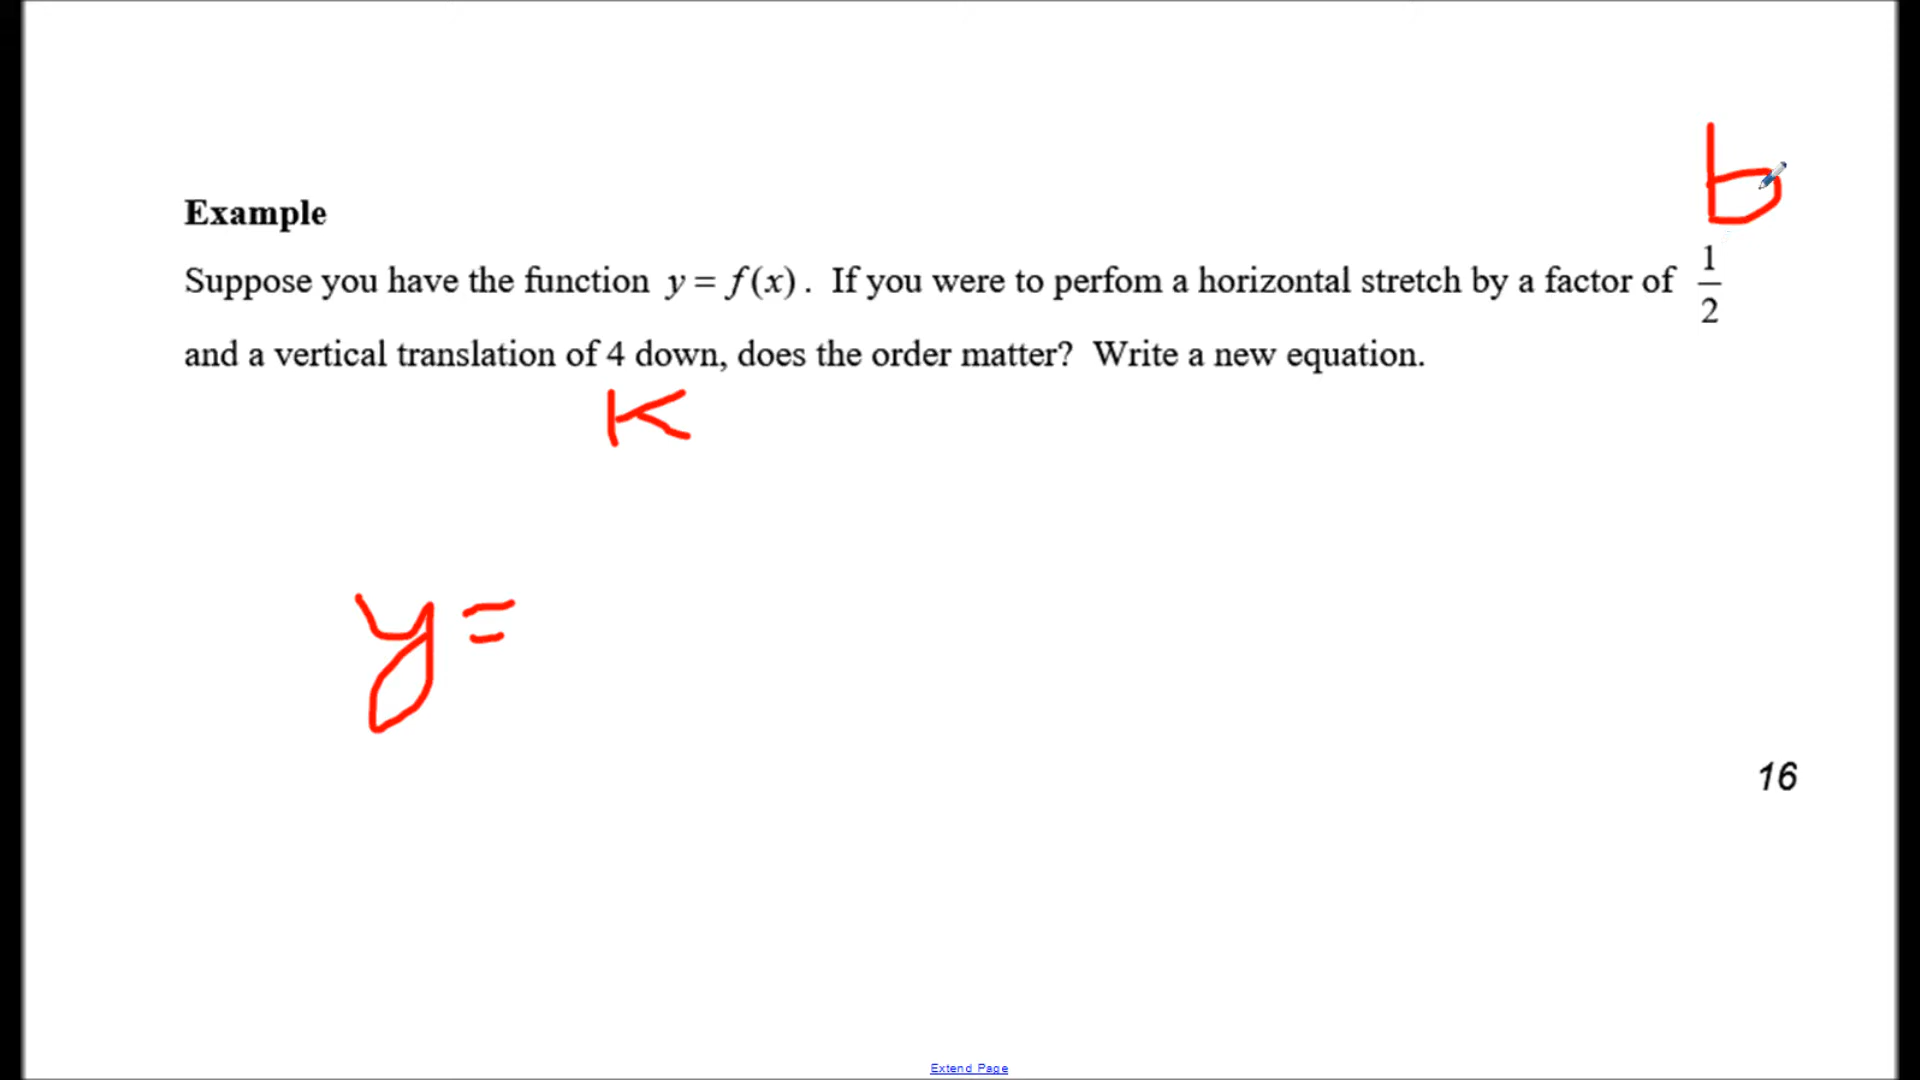 b
Example
Suppose you have the function y = f(x). If you were to perfom a horizontal stretch by a factor of 1/2
and a vertical translation of 4 down, does the order matter? Write a new equation.
K
y =
16
Extend Page